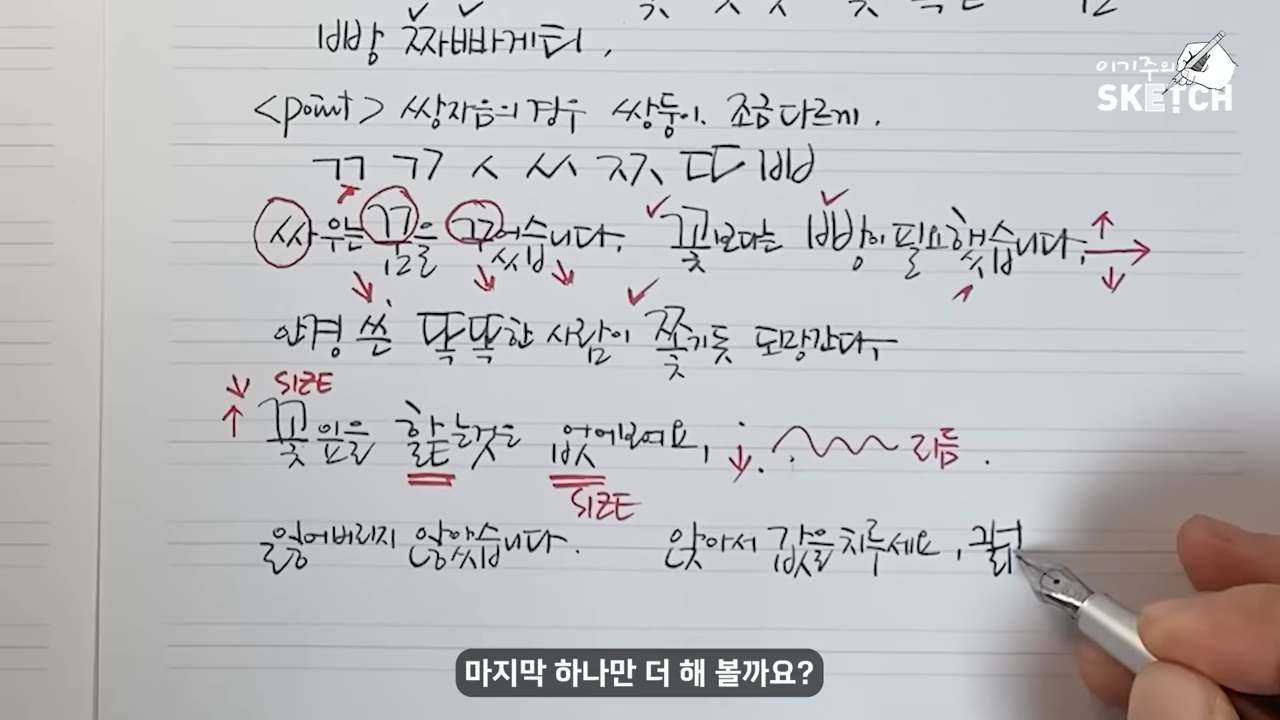 빵 짜빠게티,
이기주의
SKETCH
<point> 쌍자음의 경우 쌍둥이. 조금 다르게.
ㄲ ㄲ ㅅ ㅆ ㅉ ㄸ ㅃ
싸우는 꿈을 꾸었습니다. 꽃보다는 빵이 필요했습니다.
안경 쓴 똑똑한 사람이 쫓기듯 도망간다.
SIZE
꽃잎을 핥는것은 없어보여요, 리듬.
SIZE
잃어버리지 않았습니다. 앉아서 값을 치루세요,
마지막 하나만 더 해 볼까요?